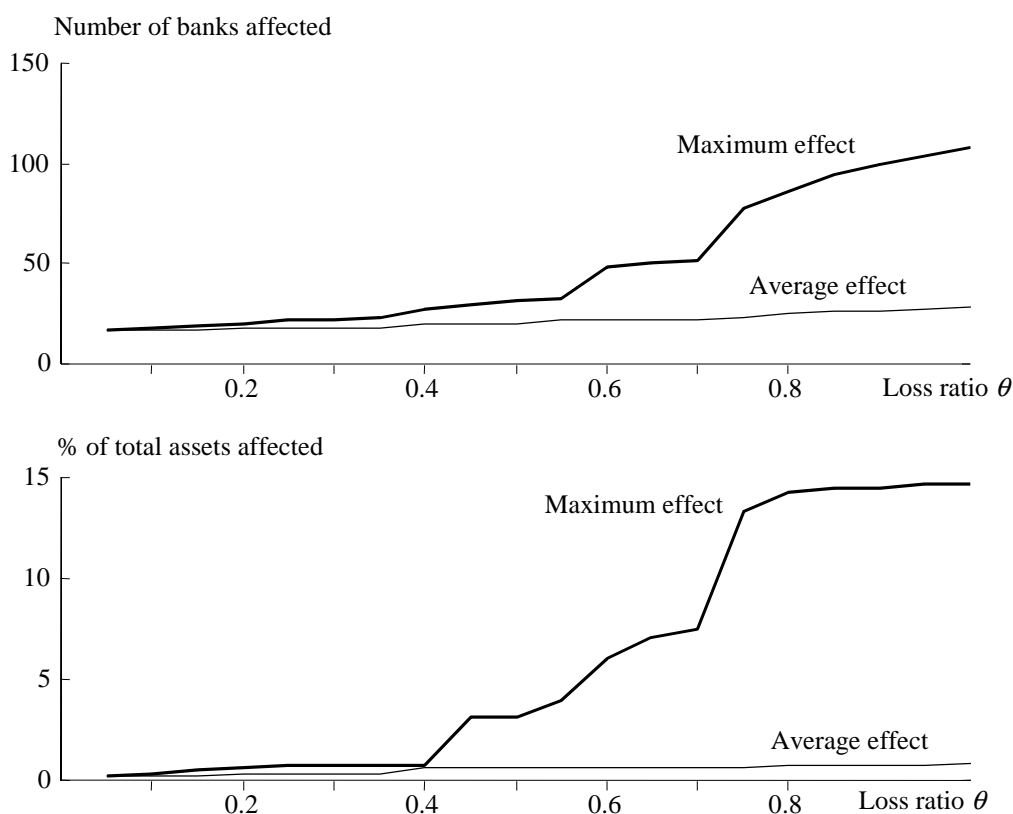 Number of banks affected
150
Maximum effect
100
50
Average effect
0
0.2 0.4 0.6 0.8 Loss ratio θ
% of total assets affected
15
Maximum effect
10
5
Average effect
0
0.2 0.4 0.6 0.8 Loss ratio θ